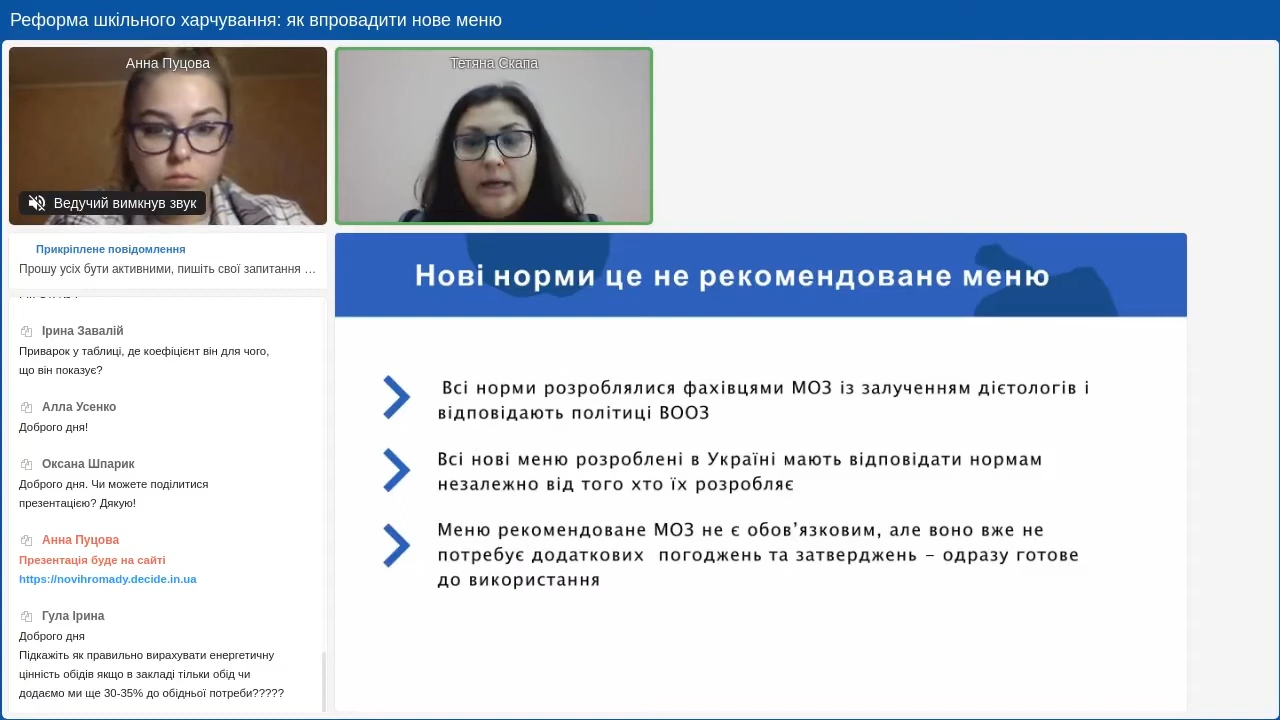 Реформа шкільного харчування: як впровадити нове меню
Анна Пуцова
Тетяна Скапа
Ведучий вимкнув звук
Прикріплене повідомлення
Прошу усіх бути активними, пишіть свої запитання …
Ірина Завалій
Приварок у таблиці, де коефіцієнт він для чого,
що він показує?
Алла Усенко
Доброго дня!
Оксана Шпарик
Доброго дня. Чи можете поділитися
презентацією? Дякую!
Анна Пуцова
Презентація буде на сайті
https://novihromady.decide.in.ua
Гула Ірина
Доброго дня
Підкажіть як правильно вирахувати енергетичну
цінність обідів якщо в закладі тільки обід чи
додаємо ми ще 30-35% до обідньої потреби?????
Нові норми це не рекомендоване меню
Всі норми розроблялися фахівцями МОЗ із залученням дієтологів і
відповідають політиці ВООЗ
Всі нові меню розроблені в Україні мають відповідати нормам
незалежно від того хто їх розробляє
Меню рекомендоване МОЗ не є обов’язковим, але воно вже не
потребує додаткових погоджень та затверджень – одразу готове
до використання